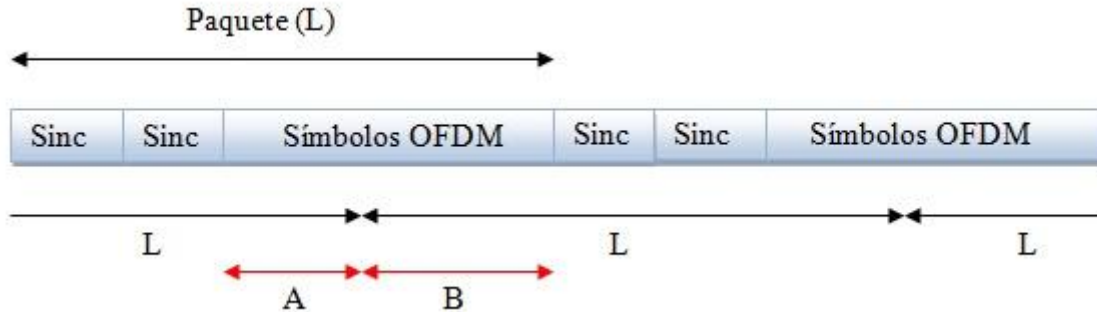 Paquete (L)
Sinc Sinc Símbolos OFDM Sinc Sinc Símbolos OFDM
L L L
A B